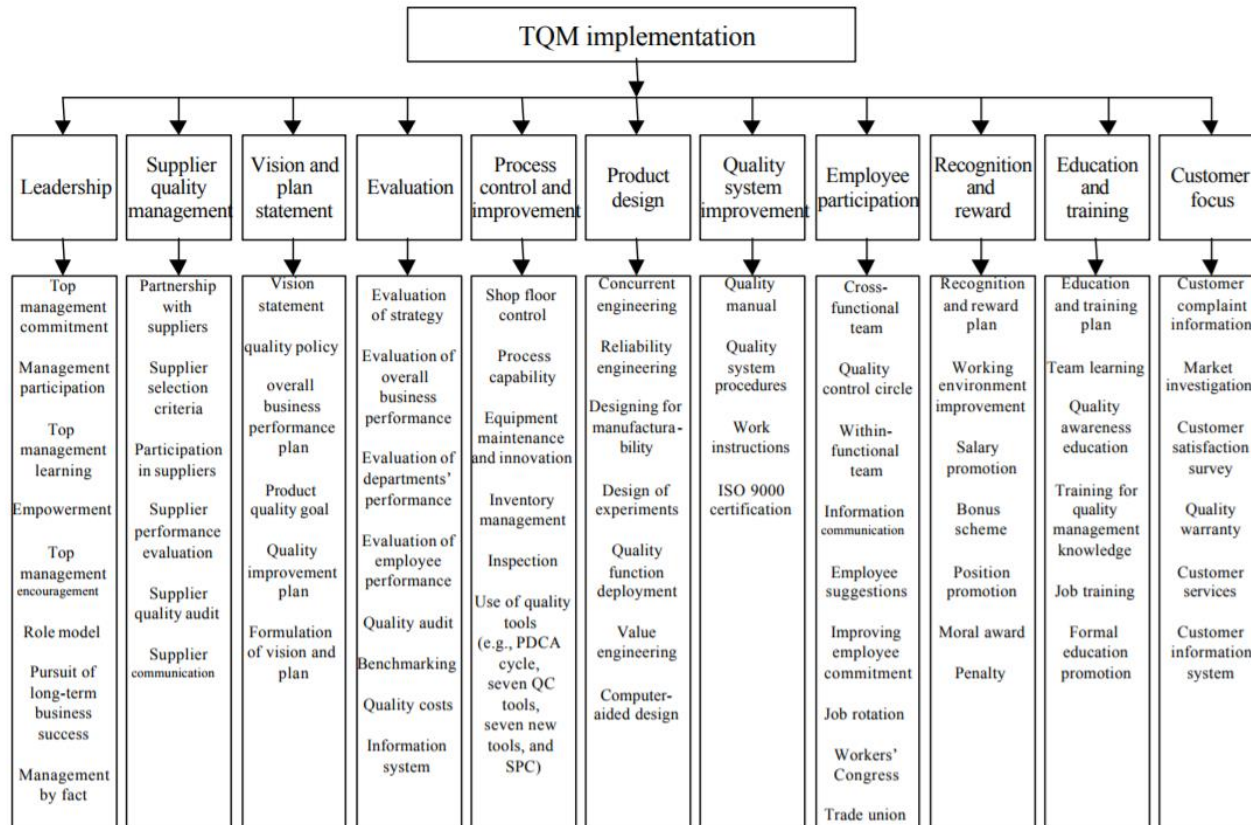 TQM implementation
Leadership
Supplier
quality
management
Vision and
plan
statement
Evaluation
Process
control and
improvement
Product
design
Quality
system
improvement
Employee
participation
Recognition
and
reward
Education
and
training
Customer
focus
Top
management
commitment
Management
participation
Top
management
learning
Empowerment
Top
management
encouragement
Role model
Pursuit of
long-term
business
success
Management
by fact
Partnership
with
suppliers
Supplier
selection
criteria
Participation
in suppliers
Supplier
performance
evaluation
Supplier
quality audit
Supplier
communication
Vision
statement
quality policy
overall
business
performance
plan
Product
quality goal
Quality
improvement
plan
Formulation
of vision and
plan
Evaluation
of strategy
Evaluation of
overall
business
performance
Evaluation of
departments'
performance
Evaluation of
employee
performance
Quality audit
Benchmarking
Quality costs
Information
system
Shop floor
control
Process
capability
Equipment
maintenance
and innovation
Inventory
management
Inspection
Use of quality
tools
(e.g., PDCA
cycle,
seven QC
tools,
seven new
tools, and
SPC)
Concurrent
engineering
Reliability
engineering
Designing for
manufactura-
bility
Design of
experiments
Quality
function
deployment
Value
engineering
Computer-
aided design
Quality
manual
Quality
system
procedures
Work
instructions
ISO 9000
certification
Cross-
functional
team
Quality
control circle
Within-
functional
team
Information
communication
Employee
suggestions
Improving
employee
commitment
Job rotation
Workers'
Congress
Trade union
Recognition
and reward
plan
Working
environment
improvement
Salary
promotion
Bonus
scheme
Position
promotion
Moral award
Penalty
Education
and training
plan
Team learning
Quality
awareness
education
Training for
quality
management
knowledge
Job training
Formal
education
promotion
Customer
complaint
information
Market
investigation
Customer
satisfaction
survey
Quality
warranty
Customer
services
Customer
information
system